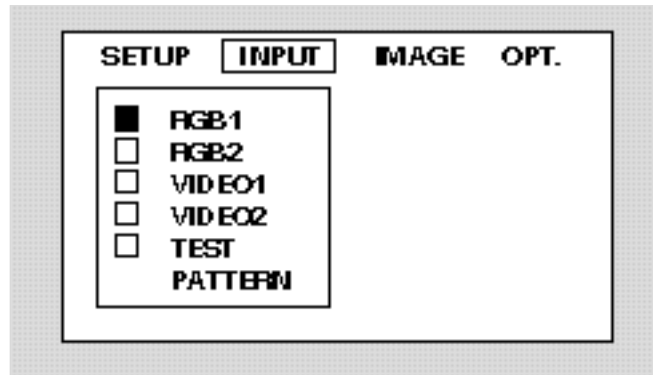 SETUP INPUT IMAGE OPT.
RGB1
RGB2
VIDEO1
VIDEO2
TEST
PATTERN